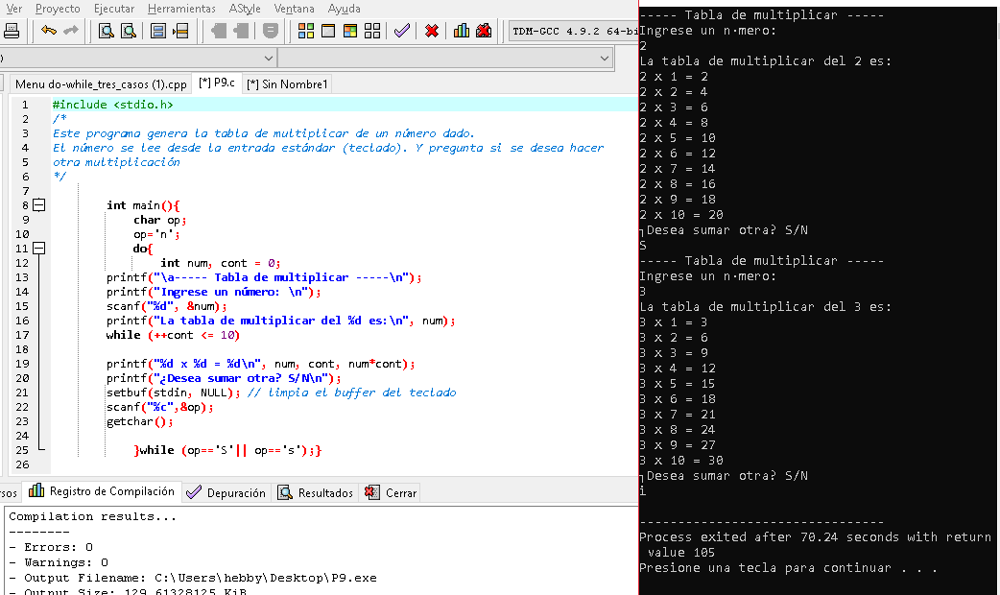 Ver Proyecto Ejecutar Herramientas AStyle Ventana Ayuda
TDM-GCC 4.9.2 64-bi
)
Menu do-while_tres_casos (1).cpp [*] P9.c [*] Sin Nombre1
1 #include <stdio.h>
2 /*
3 Este programa genera la tabla de multiplicar de un número dado.
4 El número se lee desde la entrada estándar (teclado). Y pregunta si se desea hacer
5 otra multiplicación
6 */
7
8 int main(){
9 char op;
10 op='n';
11 do{
12 int num, cont = 0;
13 printf("\a----- Tabla de multiplicar -----\n");
14 printf("Ingrese un número: \n");
15 scanf("%d", &num);
16 printf("La tabla de multiplicar del %d es:\n", num);
17 while (++cont <= 10)
18
19 printf("%d x %d = %d\n", num, cont, num*cont);
20 printf("¿Desea sumar otra? S/N\n");
21 setbuf(stdin, NULL); // limpia el buffer del teclado
22 scanf("%c",&op);
23 getchar();
24
25 }while (op=='S'|| op=='s');}
26
rsos Registro de Compilación Depuración Resultados Cerrar
Compilation results...
--------
- Errors: 0
- Warnings: 0
- Output Filename: C:\Users\hebby\Desktop\P9.exe
- Output Size: 129.61328125 KiB
----- Tabla de multiplicar -----
Ingrese un n·mero:
2
La tabla de multiplicar del 2 es:
2 x 1 = 2
2 x 2 = 4
2 x 3 = 6
2 x 4 = 8
2 x 5 = 10
2 x 6 = 12
2 x 7 = 14
2 x 8 = 16
2 x 9 = 18
2 x 10 = 20
┐Desea sumar otra? S/N
S
----- Tabla de multiplicar -----
Ingrese un n·mero:
3
La tabla de multiplicar del 3 es:
3 x 1 = 3
3 x 2 = 6
3 x 3 = 9
3 x 4 = 12
3 x 5 = 15
3 x 6 = 18
3 x 7 = 21
3 x 8 = 24
3 x 9 = 27
3 x 10 = 30
┐Desea sumar otra? S/N
i
--------------------------------
Process exited after 70.24 seconds with return
value 105
Presione una tecla para continuar . . .